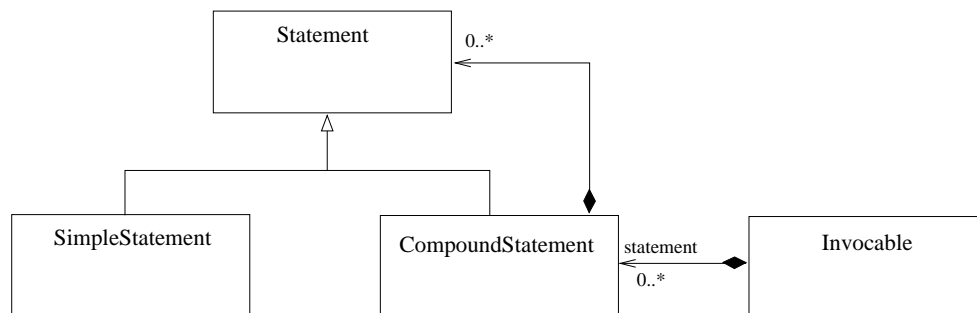 Statement
0..*
SimpleStatement
CompoundStatement
statement
0..*
Invocable